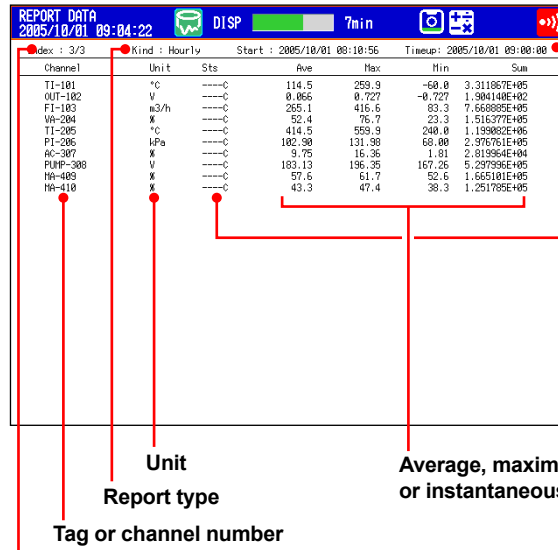 REPORT DATA
2005/10/01 09:04:22 DISP 7min
Index : 3/3 Kind : Hourly Start : 2005/10/01 08:10:56 Timeup: 2005/10/01 09:00:00
Channel Unit Sts Ave Max Min Sum
TI-101 °C ----C 114.5 259.9 -60.0 3.311867E+05
OUT-102 V ----C 0.066 0.727 -0.727 1.904140E+02
FI-103 m3/h ----C 265.1 416.6 83.3 7.668885E+05
VA-204 % ----C 52.4 76.7 23.3 1.516377E+05
TI-205 °C ----C 414.5 559.9 240.0 1.199082E+06
PI-206 kPa ----C 102.90 131.98 68.00 2.976761E+05
AC-307 % ----C 9.75 16.36 1.81 2.819964E+04
PUMP-308 V ----C 183.13 196.35 167.26 5.297996E+05
MA-409 % ----C 57.6 61.7 52.6 1.665101E+05
MA-410 % ----C 43.3 47.4 38.3 1.251785E+05
Unit
Average, maxim
or instantaneous
Report type
Tag or channel number